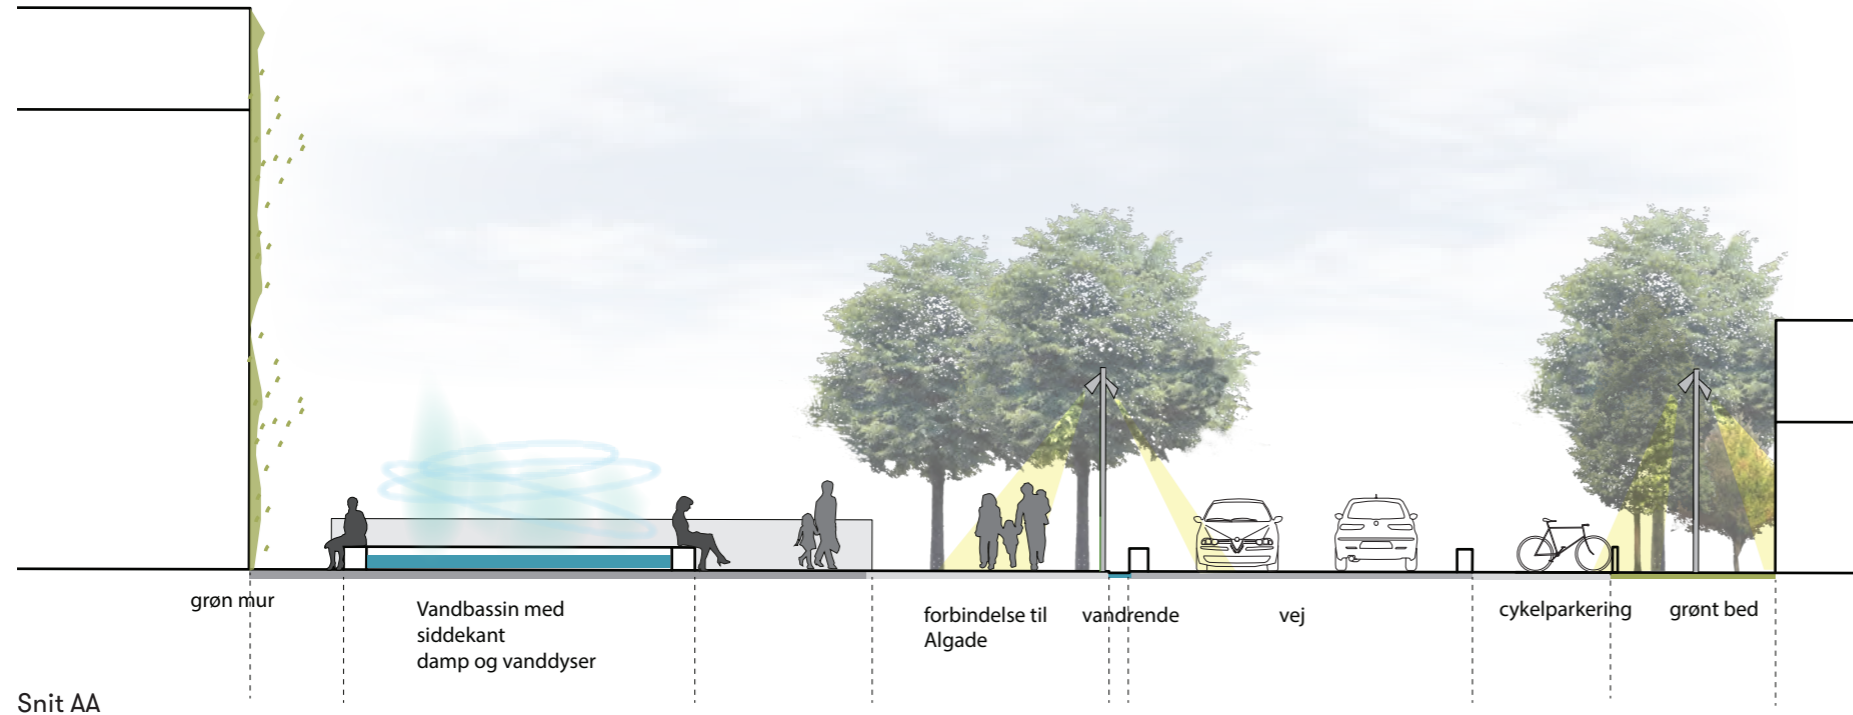 grøn mur
Vandbassin med
siddekant
damp og vanddyser
forbindelse til
Algade
vandrende
vej
cykelparkering
grønt bed
Snit AA